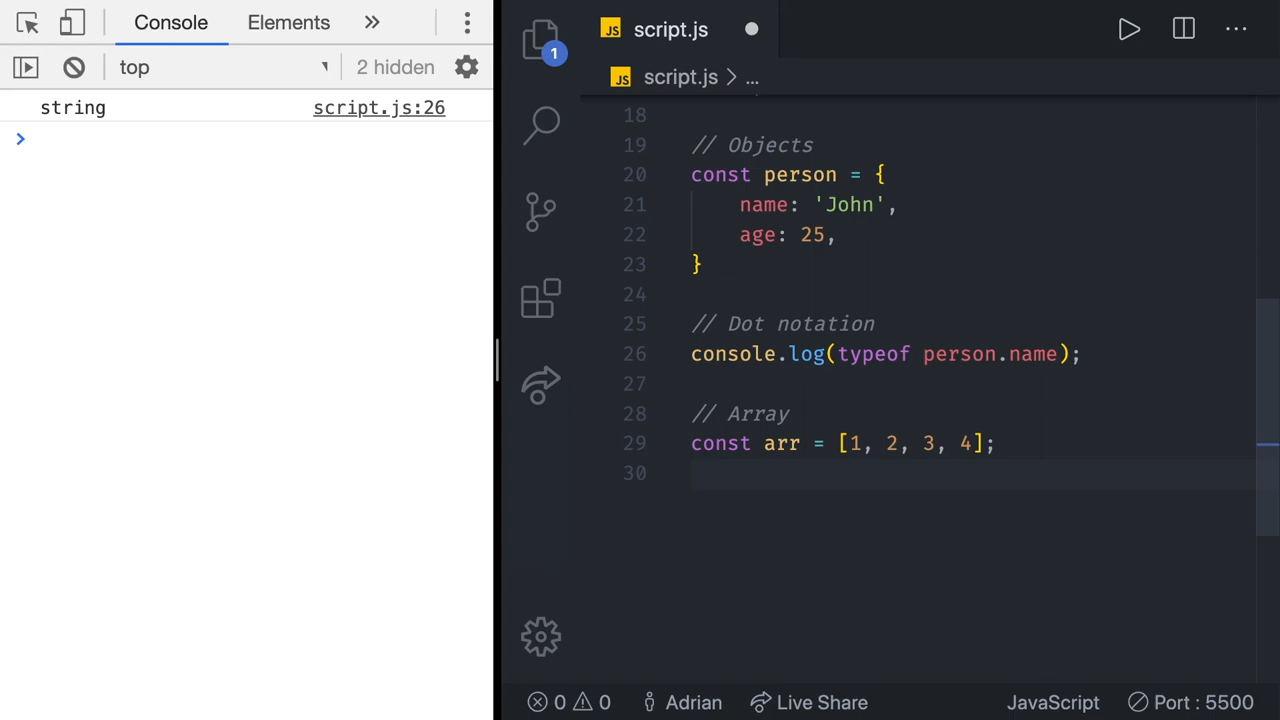 Console Elements
top 2 hidden
string script.js:26
1
JS script.js
JS script.js > ...
18
19 // Objects
20 const person = {
21 name: 'John',
22 age: 25,
23 }
24
25 // Dot notation
26 console.log(typeof person.name);
27
28 // Array
29 const arr = [1, 2, 3, 4];
30
0 0 Adrian Live Share JavaScript Port : 5500